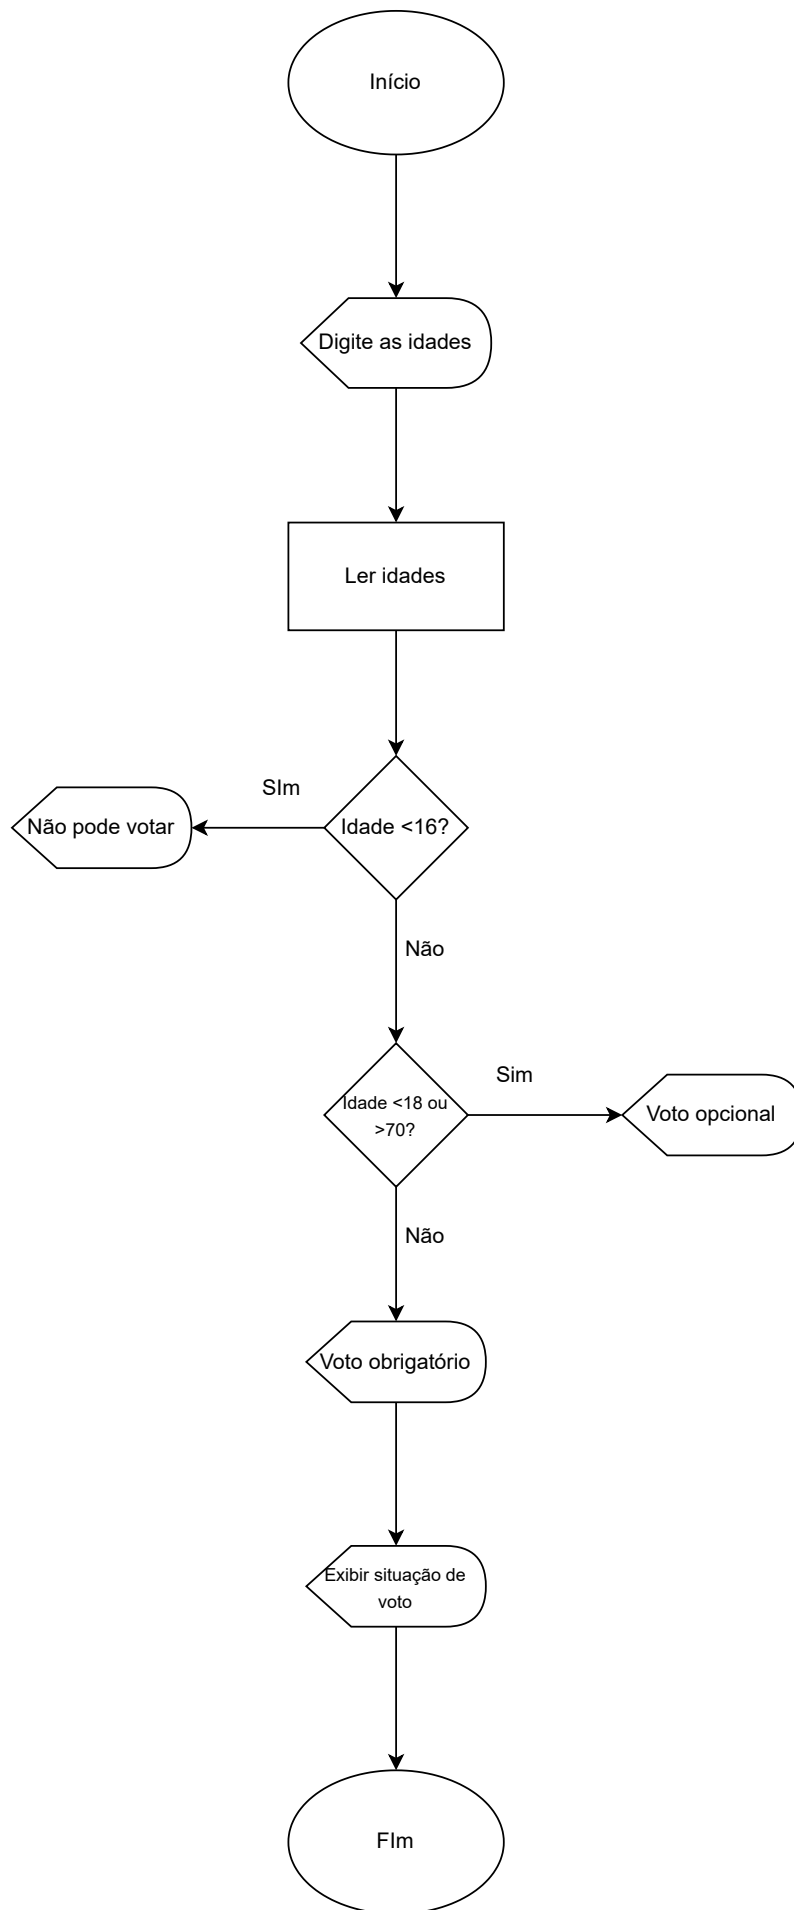 Início
Digite as idades
Ler idades
SIm
Não pode votar
Idade <16?
Não
Idade <18 ou
>70?
Sim
Voto opcional
Não
Voto obrigatório
Exibir situação de
voto
FIm